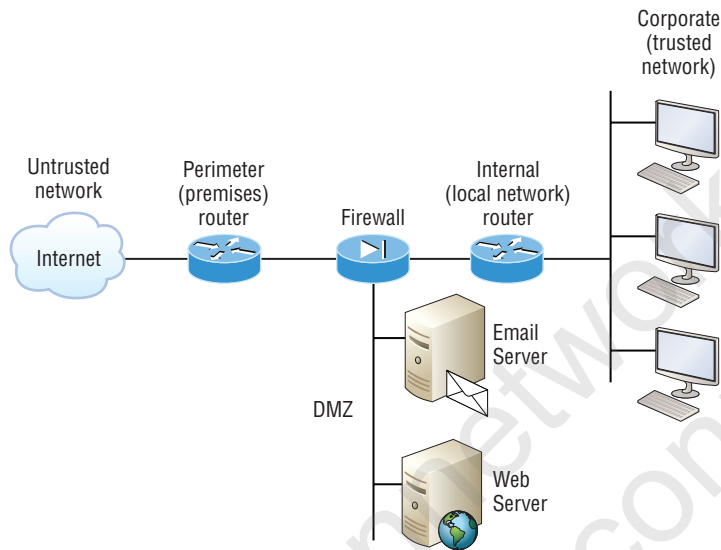 Corporate
(trusted
network)
Untrusted
network
Perimeter
(premises)
router
Firewall
Internal
(local network)
router
Internet
Email
Server
DMZ
Web
Server